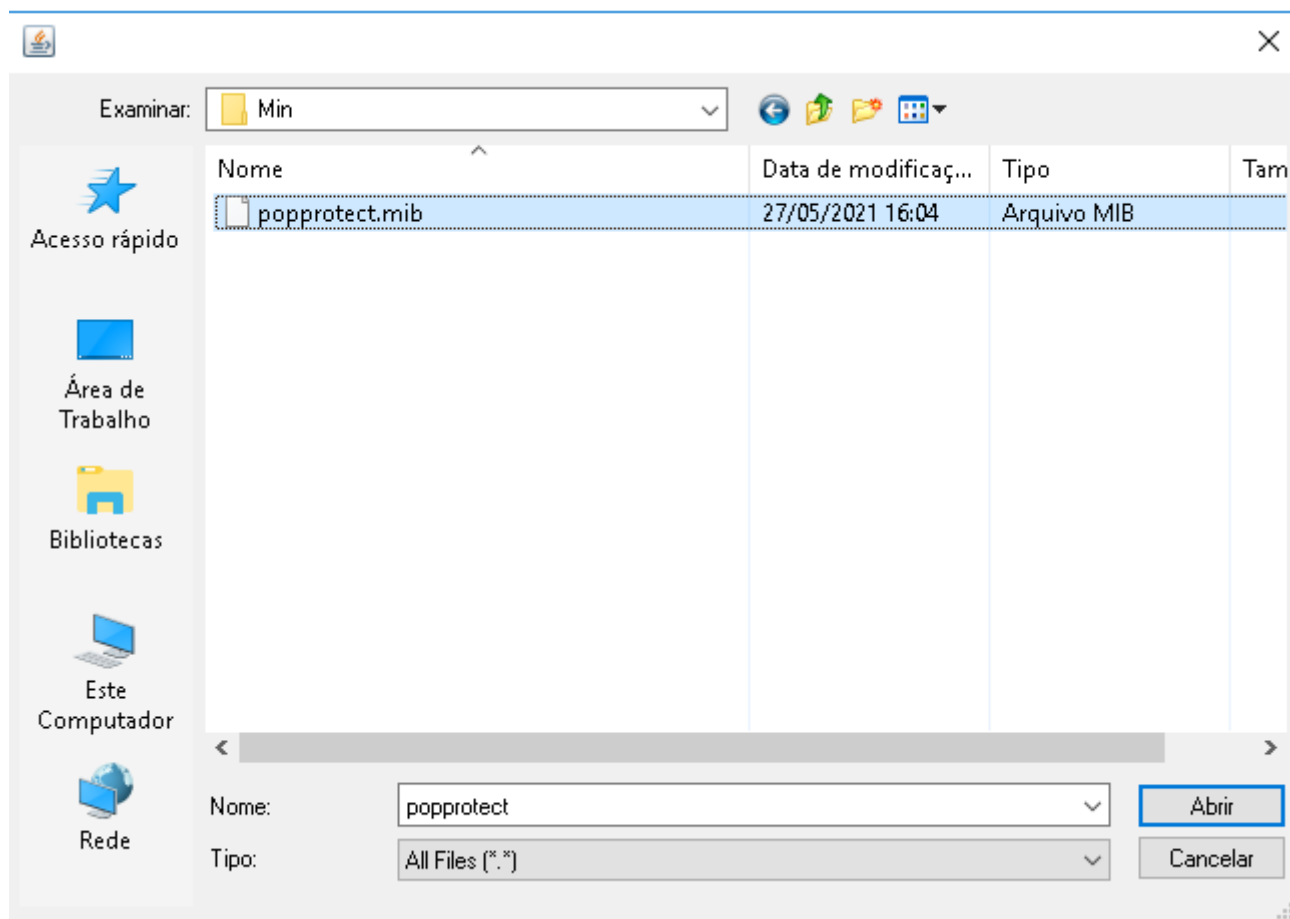 Examinar:
Min
Nome
Data de modificaç...
Tipo
Tam
popprotect.mib
27/05/2021 16:04
Arquivo MIB
Acesso rápido
Área de
Trabalho
Bibliotecas
Este
Computador
Rede
Nome:
popprotect
Abrir
Tipo:
All Files (*.*)
Cancelar